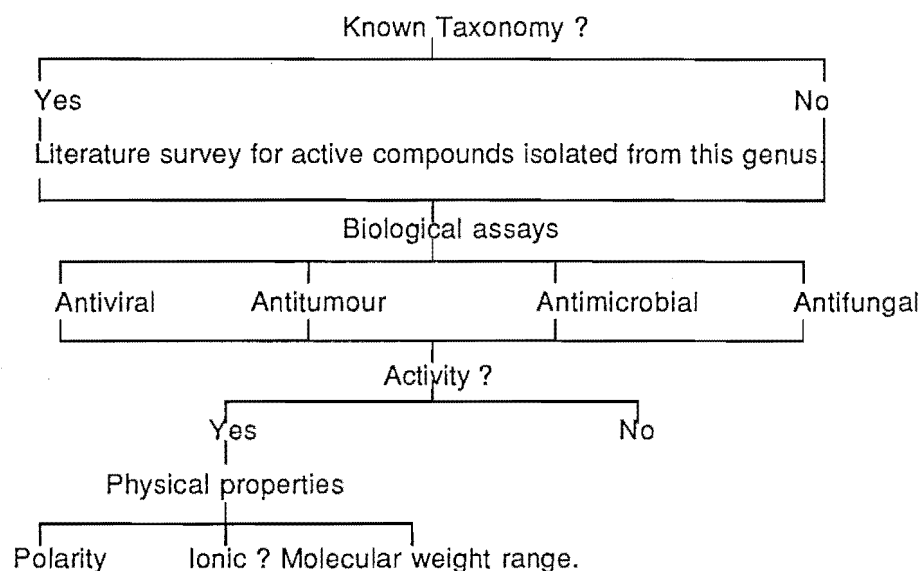 Known Taxonomy ?
Yes No
Literature survey for active compounds isolated from this genus.
Biological assays
Antiviral Antitumour Antimicrobial Antifungal
Activity ?
Yes No
Physical properties
Polarity Ionic ? Molecular weight range.